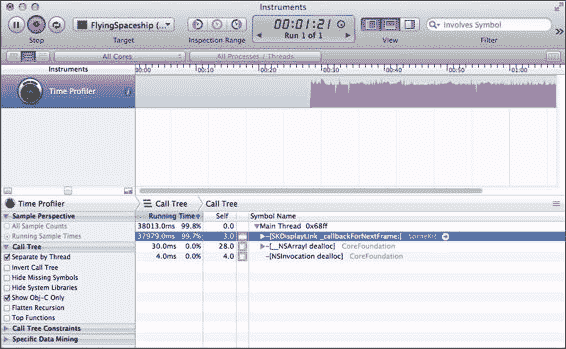 Instruments
FlyingSpaceship (...
00:01:21
Run 1 of 1
Involves Symbol
Stop
Target
Inspection Range
View
Filter
All Cores
All Processes / Threads
Instruments
00:00
00:10
00:20
00:30
00:40
00:50
01:00
Time Profiler
Time Profiler
Call Tree
Call Tree
Sample Perspective
All Sample Counts
Running Sample Times
Call Tree
Separate by Thread
Invert Call Tree
Hide Missing Symbols
Hide System Libraries
Show Obj-C Only
Flatten Recursion
Top Functions
Call Tree Constraints
Specific Data Mining
Running Time
Self
Symbol Name
38013.0ms 99.8% 0.0 Main Thread 0x68ff
37979.0ms 99.7% 3.0 -[SKDisplayLink _callbackForNextFrame:] SpriteKit
30.0ms 0.0% 28.0 -[__NSArrayI dealloc] CoreFoundation
4.0ms 0.0% 4.0 -[NSInvocation dealloc] CoreFoundation